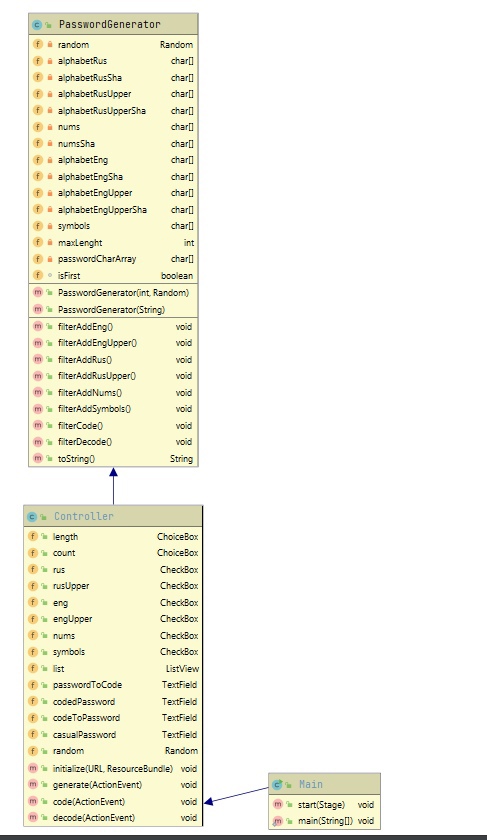 PasswordGenerator
random Random
alphabetRus char[]
alphabetRusSha char[]
alphabetRusUpper char[]
alphabetRusUpperSha char[]
nums char[]
numsSha char[]
alphabetEng char[]
alphabetEngSha char[]
alphabetEngUpper char[]
alphabetEngUpperSha char[]
symbols char[]
maxLenght int
passwordCharArray char[]
isFirst boolean
PasswordGenerator(int, Random)
PasswordGenerator(String)
filterAddEng() void
filterAddEngUpper() void
filterAddRus() void
filterAddRusUpper() void
filterAddNums() void
filterAddSymbols() void
filterCode() void
filterDecode() void
toString() String
Controller
length ChoiceBox
count ChoiceBox
rus CheckBox
rusUpper CheckBox
eng CheckBox
engUpper CheckBox
nums CheckBox
symbols CheckBox
list ListView
passwordToCode TextField
codedPassword TextField
codeToPassword TextField
casualPassword TextField
random Random
initialize(URL, ResourceBundle) void
generate(ActionEvent) void
code(ActionEvent) void
decode(ActionEvent) void
Main
start(Stage) void
main(String[]) void